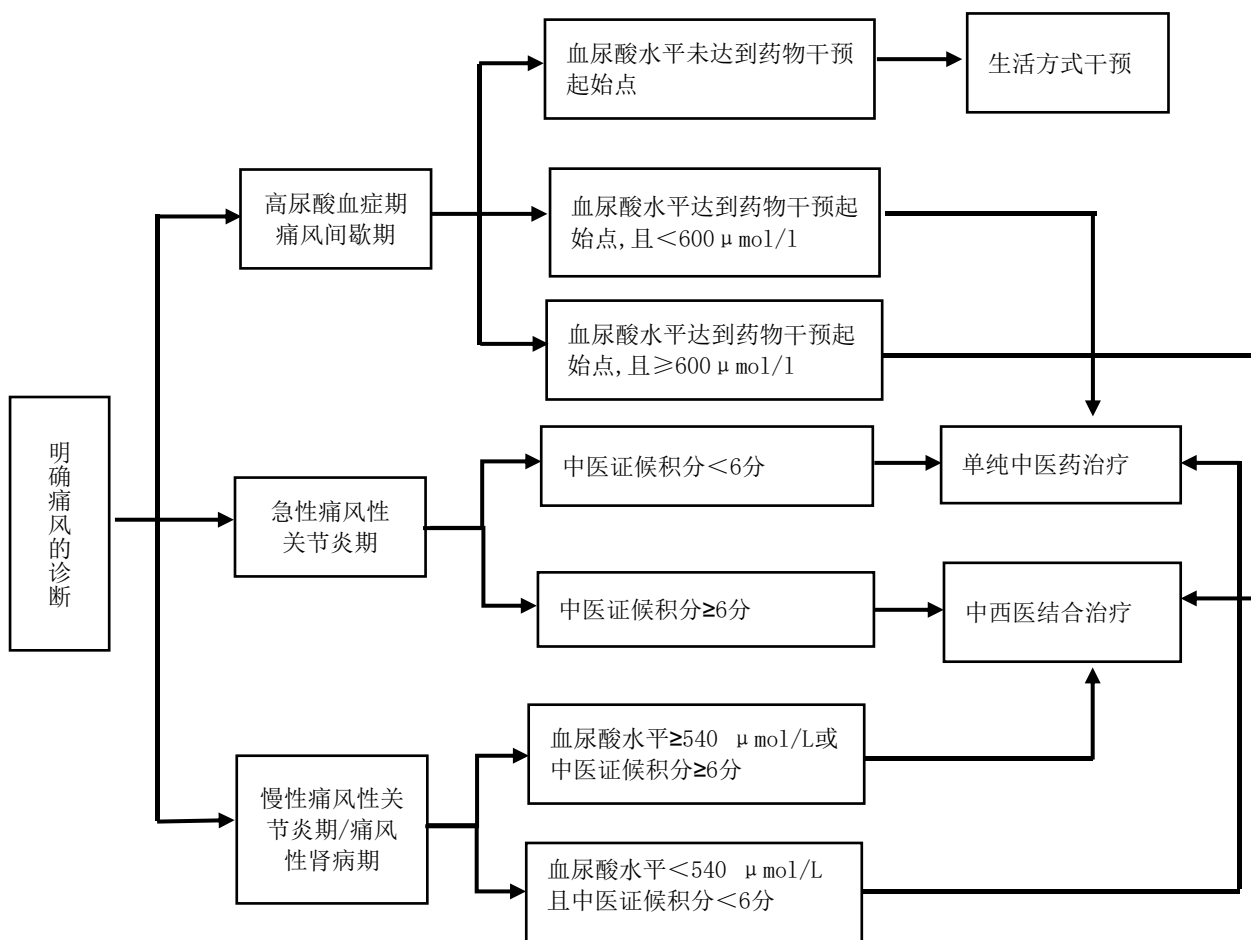 血尿酸水平未达到药物干预
起始点
生活方式干预
高尿酸血症期
痛风间歇期
血尿酸水平达到药物干预起
始点,且＜600μmol/l
血尿酸水平达到药物干预起
始点,且≥600μmol/l
明确痛风的诊断
中医证候积分＜6分
单纯中医药治疗
急性痛风性
关节炎期
中医证候积分≥6分
中西医结合治疗
血尿酸水平≥540 μmol/L或
中医证候积分≥6分
慢性痛风性关
节炎期/痛风
性肾病期
血尿酸水平＜540 μmol/L
且中医证候积分＜6分